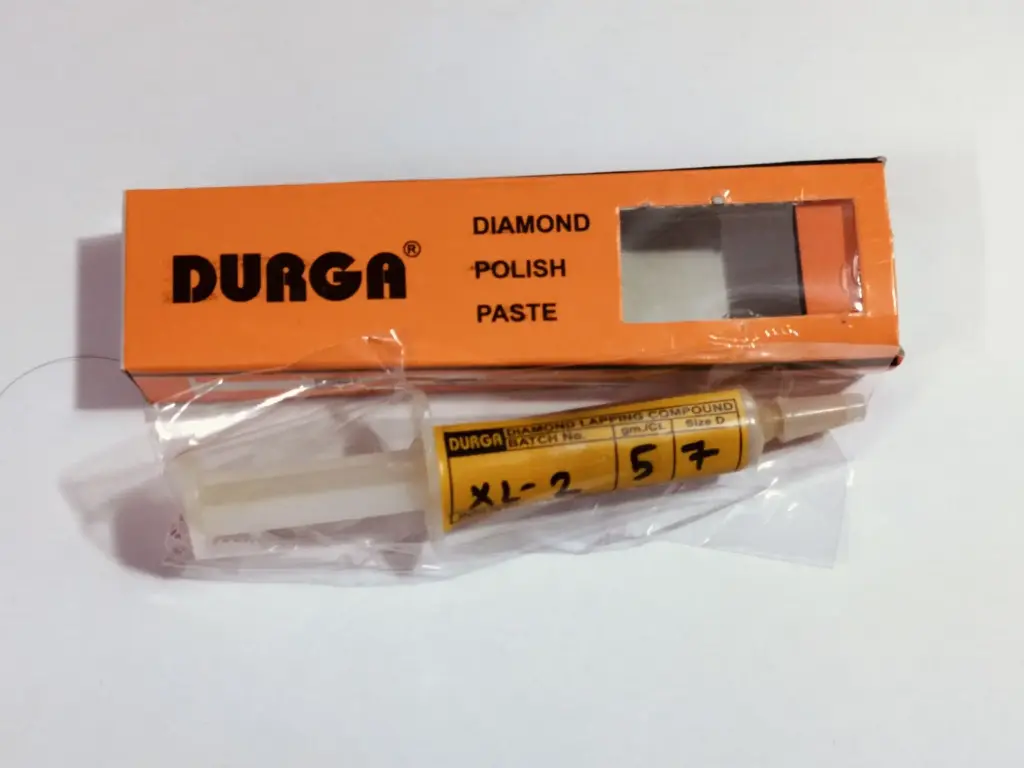 DURGA®
DIAMOND
POLISH
PASTE
DURGA DIAMOND LAPPING COMPOUND
BATCH No. gm./Ct. Size D
XL-2 5 7